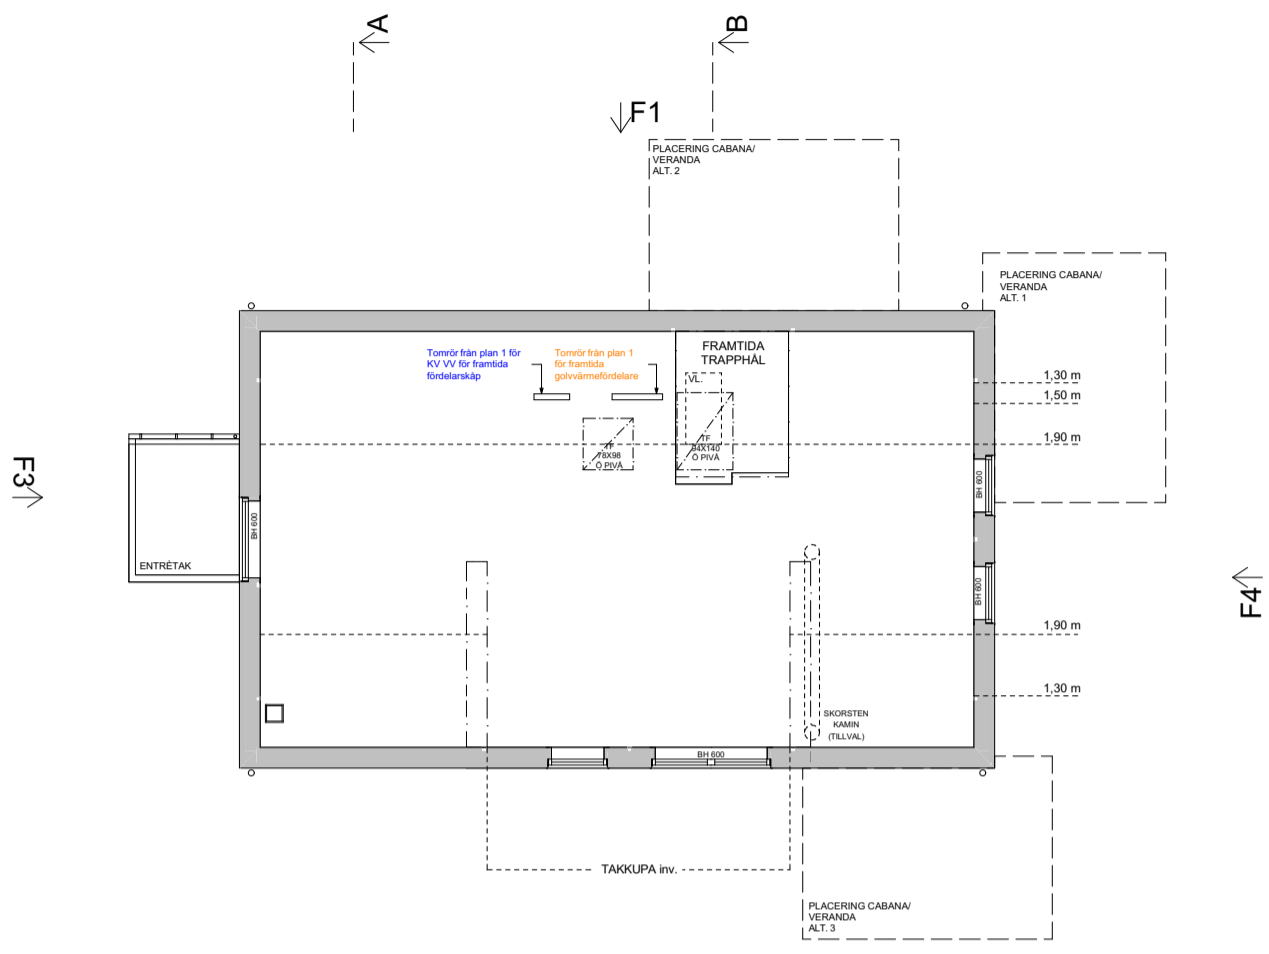 A
B
F1
PLACERING CABANA/
VERANDA
ALT. 2
PLACERING CABANA/
VERANDA
ALT. 1
Tomrör från plan 1 för
KV VV för framtida
fördelarskåp
Tomrör från plan 1
för framtida
golvvärmefördelare
FRAMTIDA
TRAPPHÅL
VL.
1,30 m
1,50 m
1,90 m
TF
78X98
Ö PIVÅ
TF
94X140
Ö PIVÅ
F3
BH 600
BH 600
ENTRÉTAK
BH 600
F4
1,90 m
1,30 m
SKORSTEN
KAMIN
(TILLVAL)
BH 600
TAKKUPA inv.
PLACERING CABANA/
VERANDA
ALT. 3